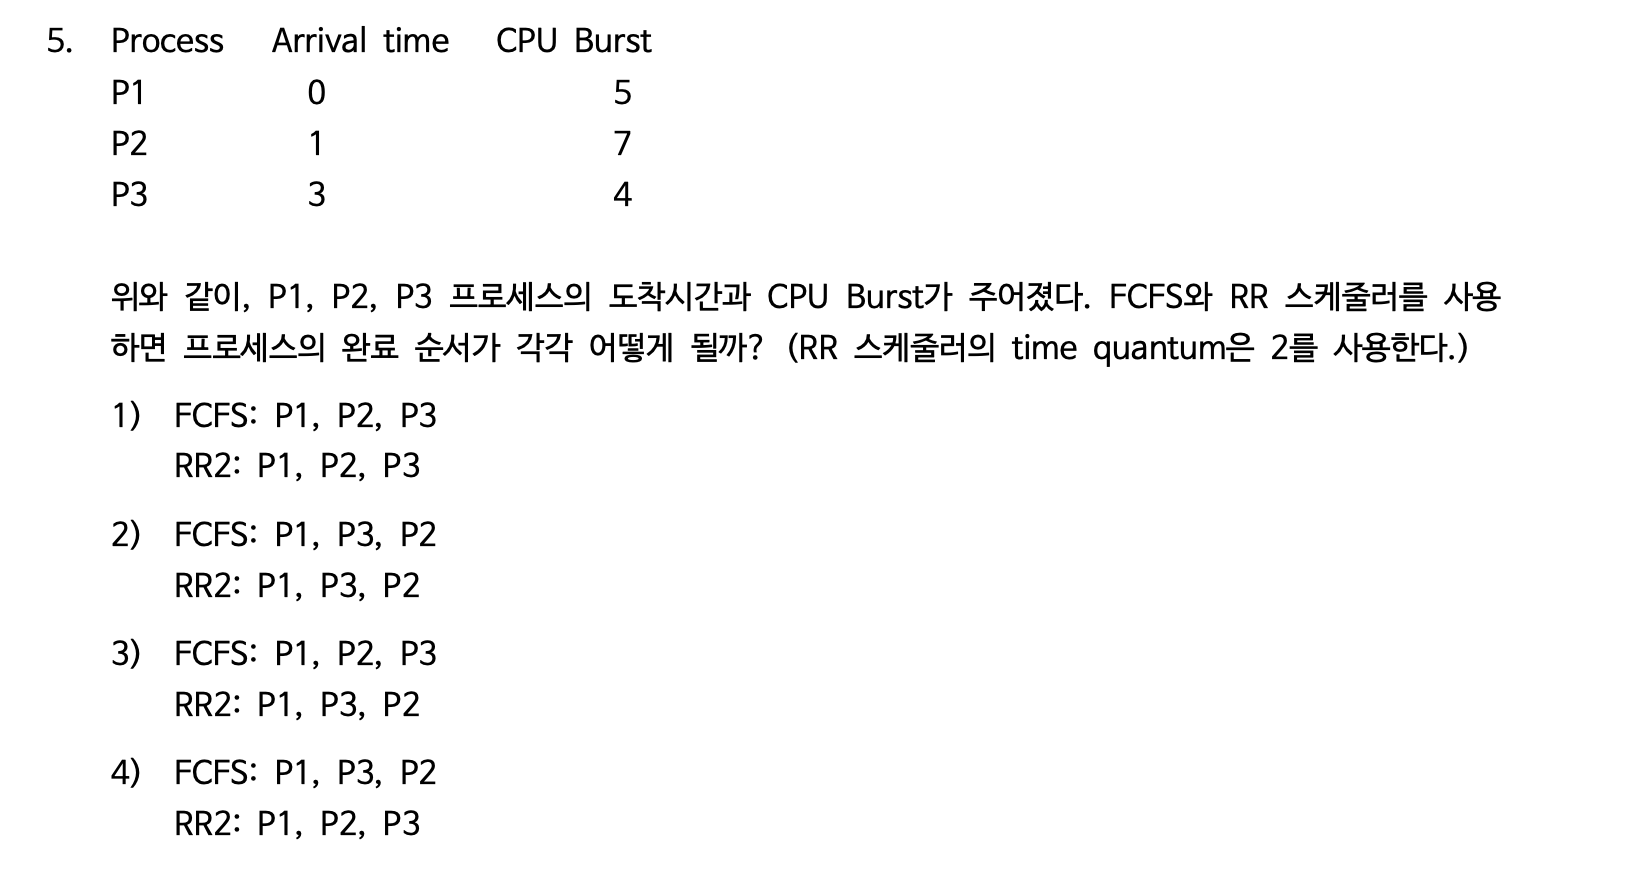 5. Process Arrival time CPU Burst
P1 0 5
P2 1 7
P3 3 4
위와 같이, P1, P2, P3 프로세스의 도착시간과 CPU Burst가 주어졌다. FCFS와 RR 스케줄러를 사용
하면 프로세스의 완료 순서가 각각 어떻게 될까? (RR 스케줄러의 time quantum은 2를 사용한다.)
1) FCFS: P1, P2, P3
RR2: P1, P2, P3
2) FCFS: P1, P3, P2
RR2: P1, P3, P2
3) FCFS: P1, P2, P3
RR2: P1, P3, P2
4) FCFS: P1, P3, P2
RR2: P1, P2, P3